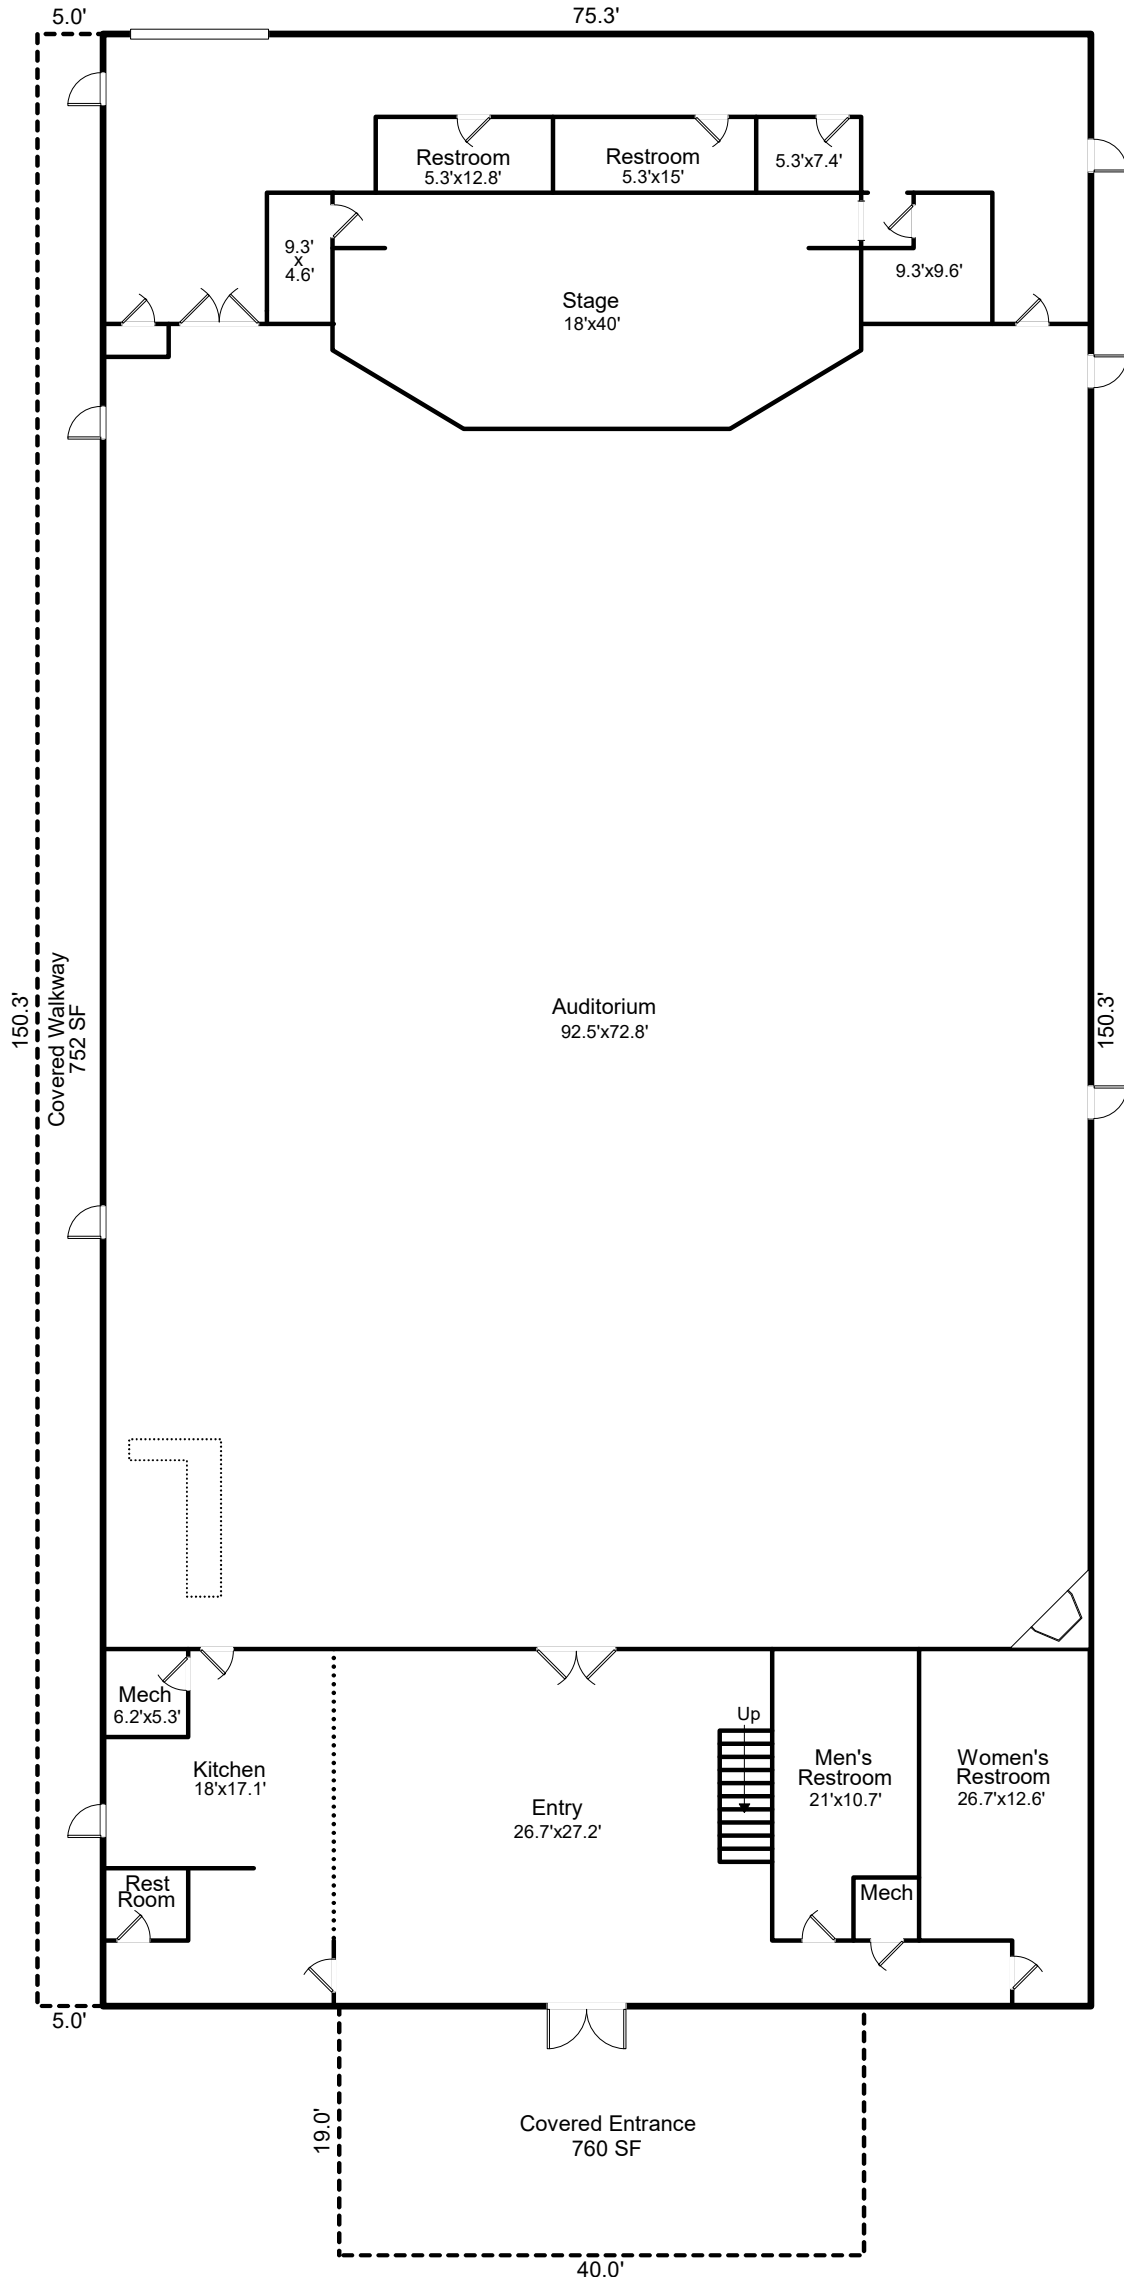 5.0'
75.3'
Restroom
5.3'x12.8'
Restroom
5.3'x15'
5.3'x7.4'
9.3'
x
4.6'
9.3'x9.6'
Stage
18'x40'
150.3'
Covered Walkway
752 SF
Auditorium
92.5'x72.8'
150.3'
Mech
6.2'x5.3'
Kitchen
18'x17.1'
Entry
26.7'x27.2'
Up
Men's
Restroom
21'x10.7'
Women's
Restroom
26.7'x12.6'
Rest
Room
Mech
5.0'
19.0'
Covered Entrance
760 SF
40.0'